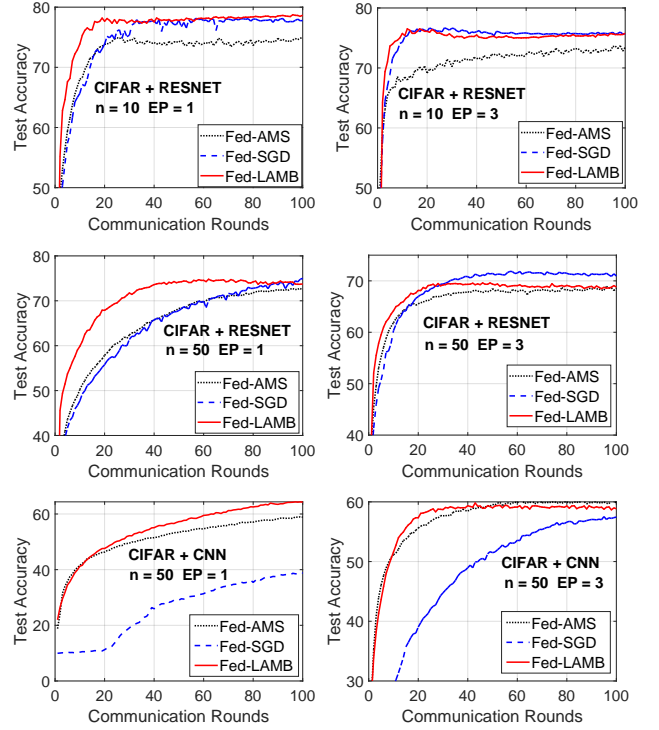 80
70
60
50
0 20 40 60 80 100
Test Accuracy
Communication Rounds
CIFAR + RESNET
n = 10 EP = 1
Fed-AMS
Fed-SGD
Fed-LAMB
80
70
60
50
0 20 40 60 80 100
Test Accuracy
Communication Rounds
CIFAR + RESNET
n = 10 EP = 3
Fed-AMS
Fed-SGD
Fed-LAMB
80
70
60
50
40
0 20 40 60 80 100
Test Accuracy
Communication Rounds
CIFAR + RESNET
n = 50 EP = 1
Fed-AMS
Fed-SGD
Fed-LAMB
70
60
50
40
0 20 40 60 80 100
Test Accuracy
Communication Rounds
CIFAR + RESNET
n = 50 EP = 3
Fed-AMS
Fed-SGD
Fed-LAMB
60
40
20
0
0 20 40 60 80 100
Test Accuracy
Communication Rounds
CIFAR + CNN
n = 50 EP = 1
Fed-AMS
Fed-SGD
Fed-LAMB
60
50
40
30
0 20 40 60 80 100
Test Accuracy
Communication Rounds
CIFAR + CNN
n = 50 EP = 3
Fed-AMS
Fed-SGD
Fed-LAMB